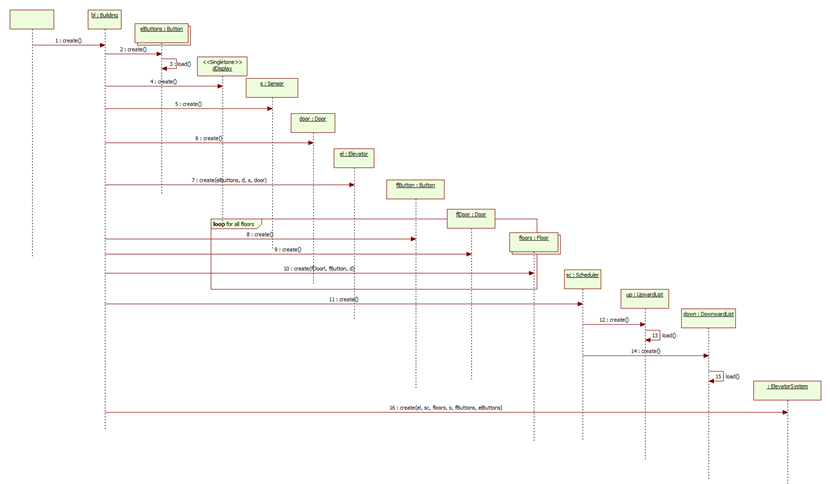 bl : Building
elButtons : Button
1 : create()
2 : create()
3 : load()
<<Singletone>>
dDisplay
4 : create()
s : Sensor
5 : create()
door : Door
6 : create()
el : Elevator
7 : create(elButtons, d, s, door)
flButton : Button
flDoor : Door
loop for all floors
8 : create()
floors : Floor
9 : create()
10 : create(fDoorl, fButton, d)
sc : Scheduler
up : UpwardList
11 : create()
down : DownwardList
12 : create()
13 : load()
14 : create()
15 : load()
: ElevatorSystem
16 : create(el, sc, floors, s, fButtons, elButtons)